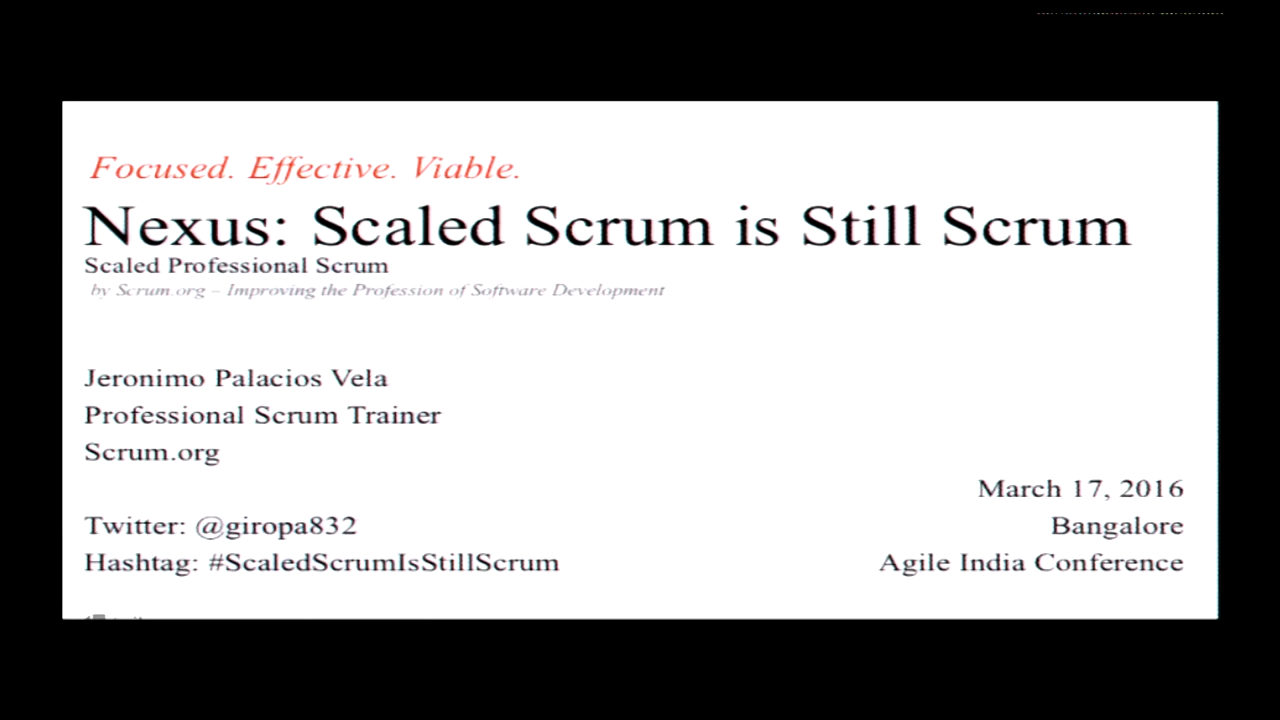 Focused. Effective. Viable.
Nexus: Scaled Scrum is Still Scrum
Scaled Professional Scrum
by Scrum.org – Improving the Profession of Software Development
Jeronimo Palacios Vela
Professional Scrum Trainer
Scrum.org
March 17, 2016
Twitter: @giropa832
Bangalore
Hashtag: #ScaledScrumIsStillScrum
Agile India Conference